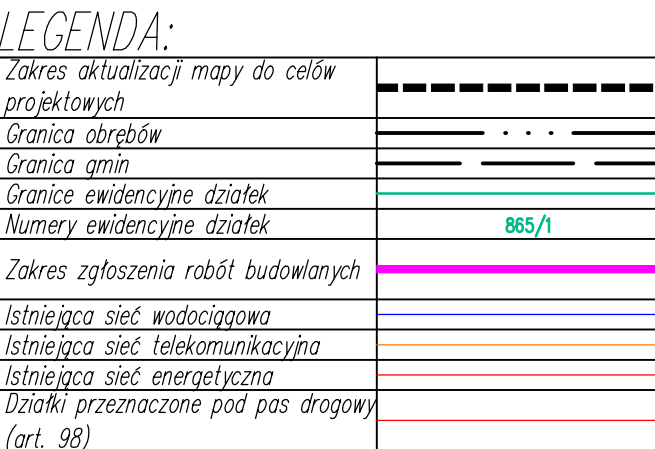 LEGENDA:
Zakres aktualizacji mapy do celów
projektowych
Granica obrębów
Granica gmin
Granice ewidencyjne działek
Numery ewidencyjne działek
865/1
Zakres zgłoszenia robót budowlanych
Istniejąca sieć wodociągowa
Istniejąca sieć telekomunikacyjna
Istniejąca sieć energetyczna
Działki przeznaczone pod pas drogowy
(art. 98)